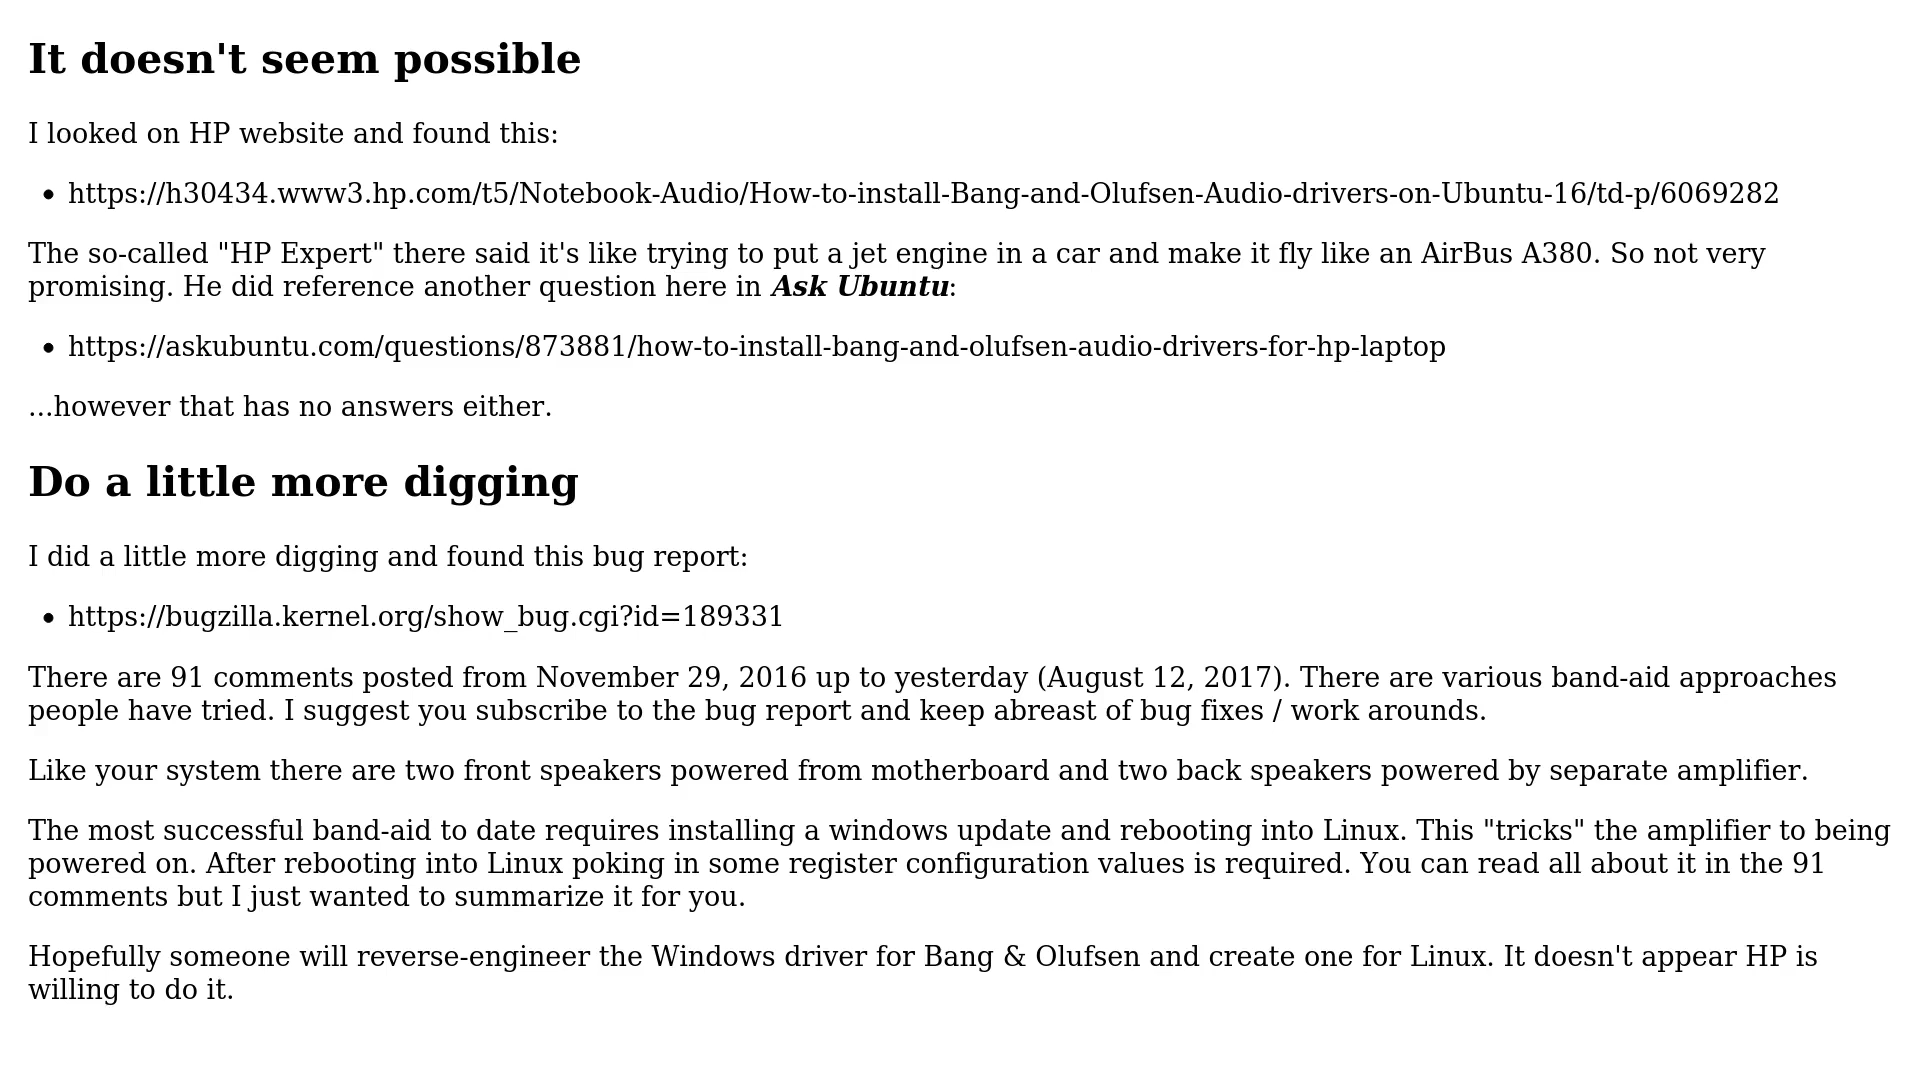 It doesn't seem possible
I looked on HP website and found this:
• https://h30434.www3.hp.com/t5/Notebook-Audio/How-to-install-Bang-and-Olufsen-Audio-drivers-on-Ubuntu-16/td-p/6069282
The so-called "HP Expert" there said it's like trying to put a jet engine in a car and make it fly like an AirBus A380. So not very
promising. He did reference another question here in Ask Ubuntu:
• https://askubuntu.com/questions/873881/how-to-install-bang-and-olufsen-audio-drivers-for-hp-laptop
...however that has no answers either.
Do a little more digging
I did a little more digging and found this bug report:
• https://bugzilla.kernel.org/show_bug.cgi?id=189331
There are 91 comments posted from November 29, 2016 up to yesterday (August 12, 2017). There are various band-aid approaches
people have tried. I suggest you subscribe to the bug report and keep abreast of bug fixes / work arounds.
Like your system there are two front speakers powered from motherboard and two back speakers powered by separate amplifier.
The most successful band-aid to date requires installing a windows update and rebooting into Linux. This "tricks" the amplifier to being
powered on. After rebooting into Linux poking in some register configuration values is required. You can read all about it in the 91
comments but I just wanted to summarize it for you.
Hopefully someone will reverse-engineer the Windows driver for Bang & Olufsen and create one for Linux. It doesn't appear HP is
willing to do it.